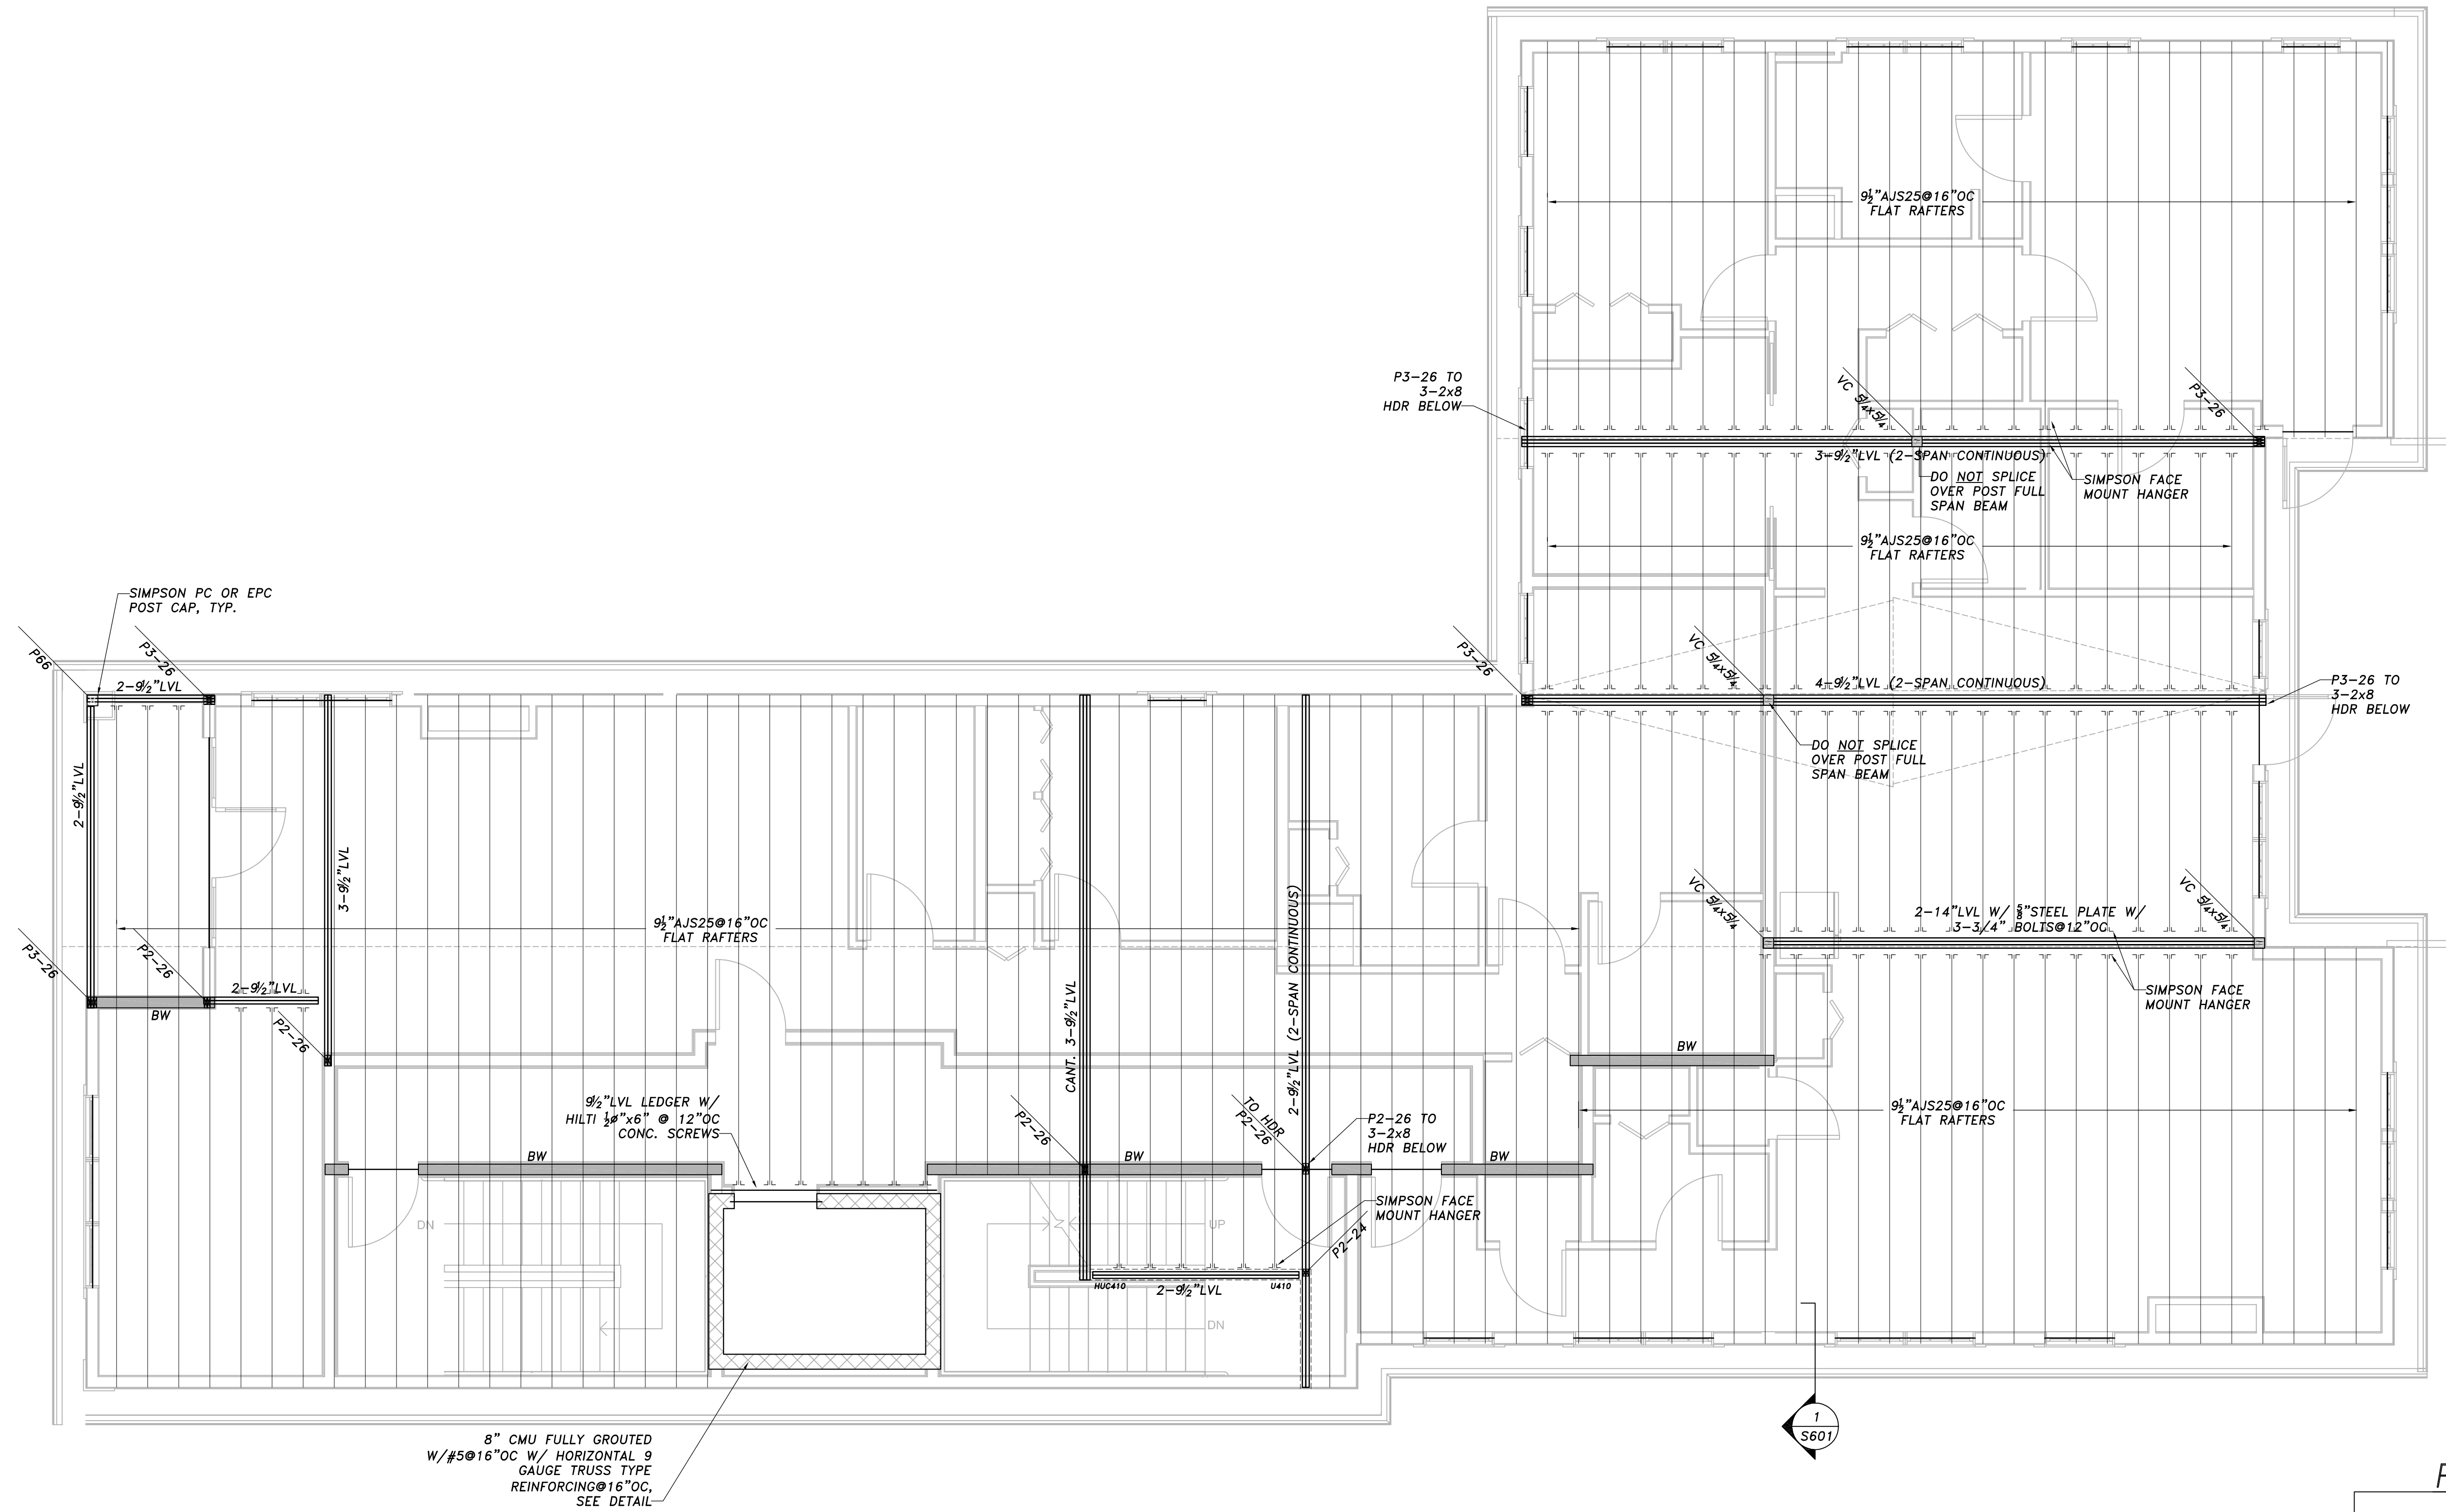 9½"AJS25@16"OC
FLAT RAFTERS
P3-26 TO
3-2x8
HDR BELOW
VC 5¼x5¼
P3-26
3-9½"LVL (2-SPAN CONTINUOUS)
DO NOT SPLICE
OVER POST FULL
SPAN BEAM
SIMPSON FACE
MOUNT HANGER
9½"AJS25@16"OC
FLAT RAFTERS
SIMPSON PC OR EPC
POST CAP, TYP.
P66
P3-26
2-9½"LVL
P3-26
VC 5¼x5¼
4-9½"LVL (2-SPAN CONTINUOUS)
P3-26 TO
3-2x8
HDR BELOW
DO NOT SPLICE
OVER POST FULL
SPAN BEAM
2-9½"LVL
3-9½"LVL
9½"AJS25@16"OC
FLAT RAFTERS
2-9½"LVL (2-SPAN CONTINUOUS)
VC 5¼x5¼
2-14"LVL W/ ⅝"STEEL PLATE W/
3-3/4" BOLTS@12"OC
VC 5¼x5¼
SIMPSON FACE
MOUNT HANGER
P3-26
P2-26
2-9½"LVL
BW
P2-26
CANT. 3-9½"LVL
BW
9½"LVL LEDGER W/
HILTI ½ø"x6" @ 12"OC
CONC. SCREWS
P2-26
TO HDR
P2-26
P2-26 TO
3-2x8
HDR BELOW
9½"AJS25@16"OC
FLAT RAFTERS
BW
BW
BW
SIMPSON FACE
MOUNT HANGER
P2-24
DN
UP
HUC410
2-9½"LVL
U410
DN
1
S601
8" CMU FULLY GROUTED
W/#5@16"OC W/ HORIZONTAL 9
GAUGE TRUSS TYPE
REINFORCING@16"OC,
SEE DETAIL